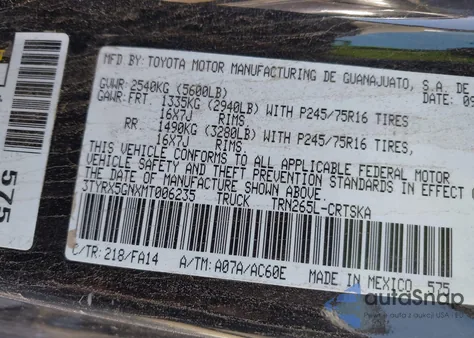 MFD BY: TOYOTA MOTOR MANUFACTURING DE GUANAJUATO, S.A. DE
GVWR: 2540KG (5600LB) DATE: 
GAWR: FRT 1335KG (2940LB) WITH P245/75R16 TIRES
16X7J RIMS,
RR 1490KG (3280LB) WITH P245/75R16 TIRES,
16X7J RIMS,
THIS VEHICLE CONFORMS TO ALL APPLICABLE FEDERAL MOTOR
VEHICLE SAFETY AND THEFT PREVENTION STANDARDS IN EFFECT
THE DATE OF MANUFACTURE SHOWN ABOVE.
3TYRX5GNXMT006235 TRUCK TRN265L-CRTSKA
C/TR: 218/FA14 A/TM: A07A/AC60E MADE IN MEXICO 575
575
autoSnap